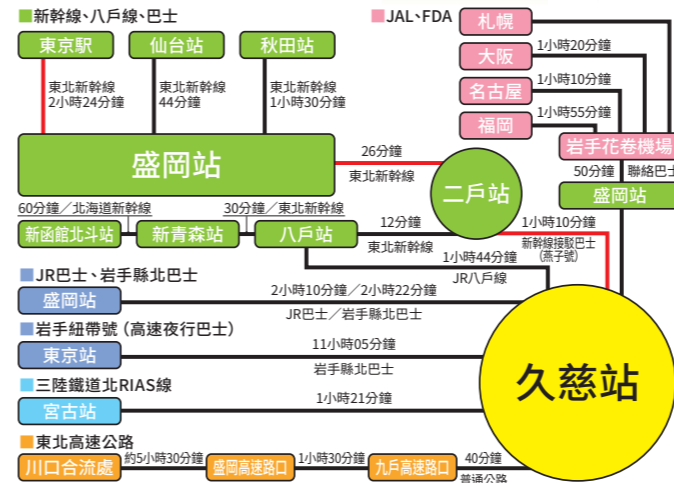 ■新幹線、八戶線、巴士
東京駅
仙台站
秋田站
東北新幹線
2小時24分鐘
東北新幹線
44分鐘
東北新幹線
1小時30分鐘
盛岡站
26分鐘
東北新幹線
二戶站
60分鐘／北海道新幹線
30分鐘／東北新幹線
新函館北斗站
新青森站
八戶站
12分鐘
東北新幹線
1小時10分鐘
新幹線接駁巴士
（燕子號）
1小時44分鐘
JR八戶線
■JAL、FDA
札幌
大阪
1小時20分鐘
名古屋
1小時10分鐘
福岡
1小時55分鐘
岩手花卷機場
50分鐘
聯絡巴士
盛岡站
■JR巴士、岩手縣北巴士
盛岡站
2小時10分鐘／2小時22分鐘
JR巴士／岩手縣北巴士
■岩手紐帶號（高速夜行巴士）
東京站
11小時05分鐘
岩手縣北巴士
■三陸鐵道北RIAS線
宮古站
1小時21分鐘
久慈站
■東北高速公路
川口合流處
約5小時30分鐘
盛岡高速路口
1小時30分鐘
九戶高速路口
40分鐘
普通公路